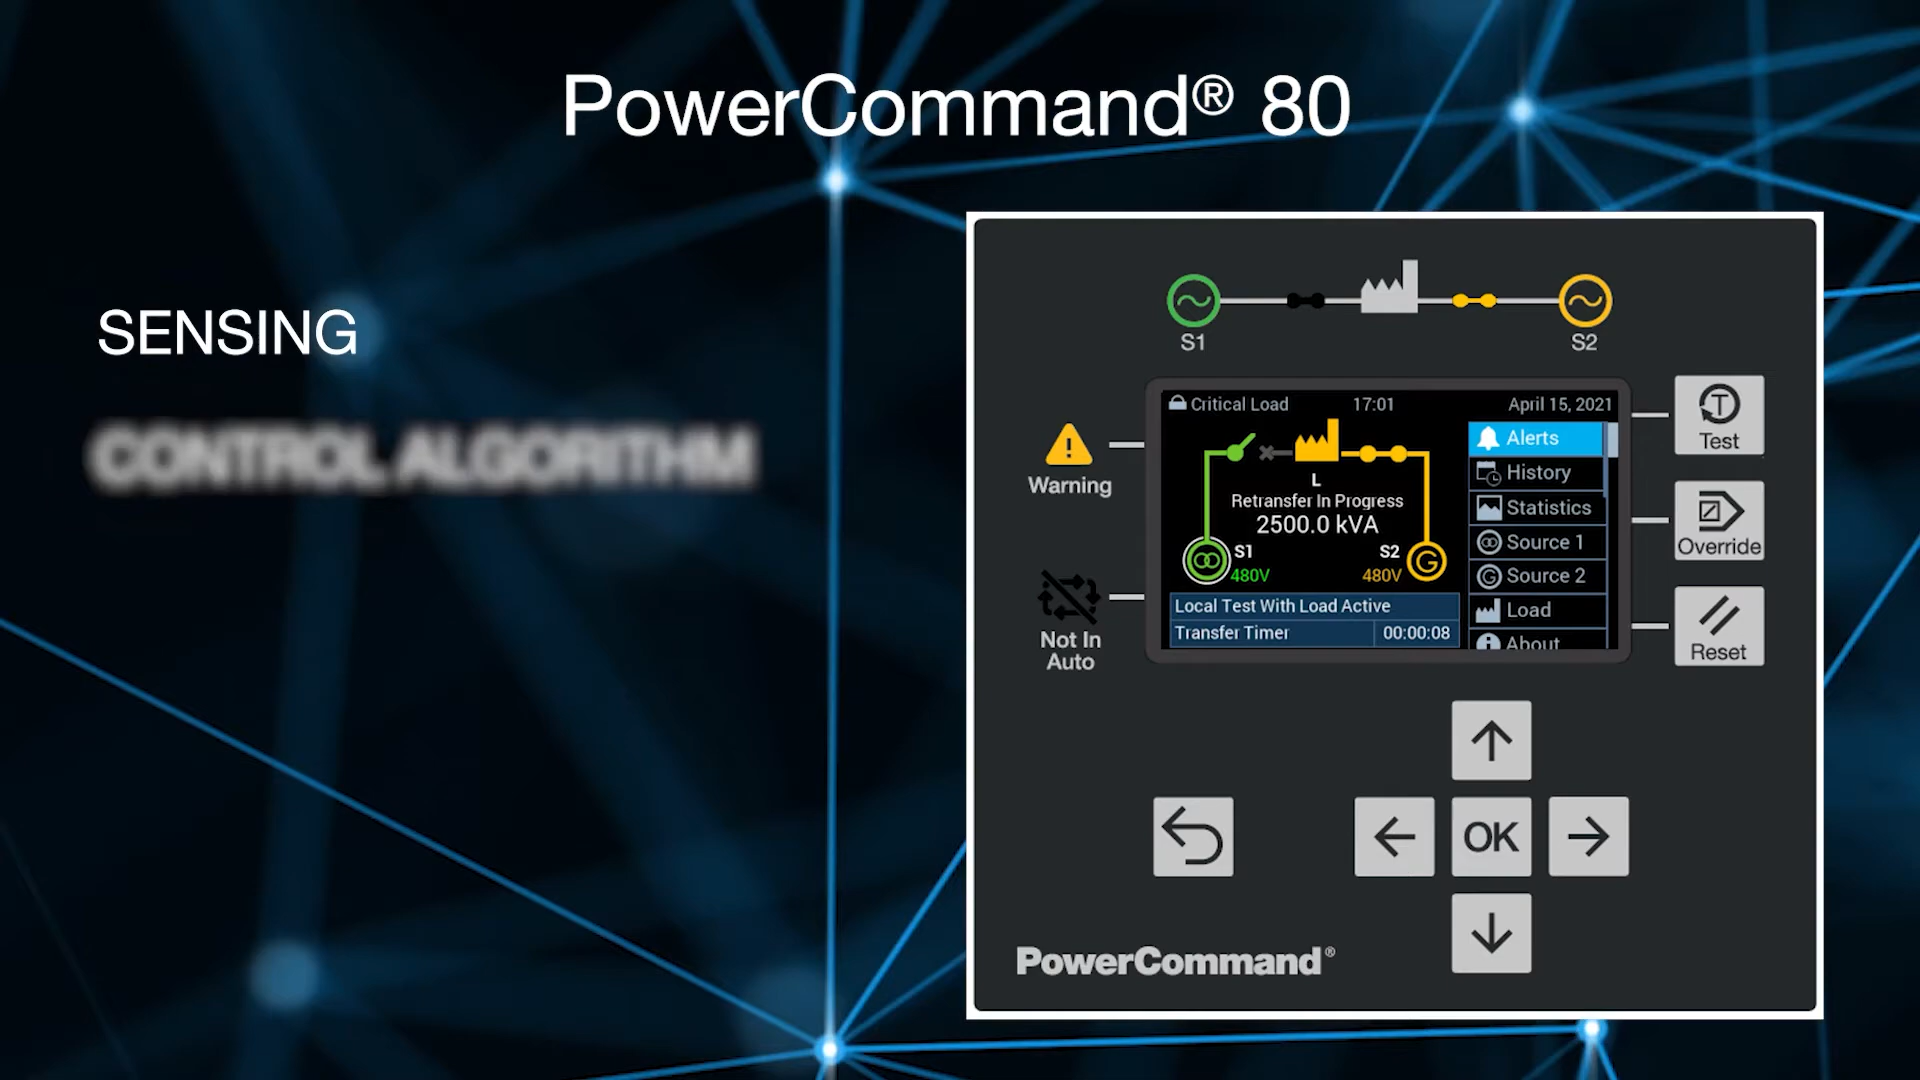 PowerCommand® 80
SENSING
CONTROL ALGORITHM
S1
S2
Warning
Not In
Auto
Critical Load 17:01 April 15, 2021
L
Retransfer In Progress
2500.0 kVA
S1
480V
S2
480V
Local Test With Load Active
Transfer Timer 00:00:08
Alerts
History
Statistics
Source 1
Source 2
Load
About
T
Test
Override
Reset
OK
PowerCommand®